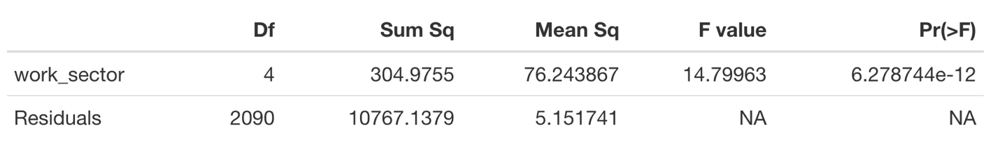 Df Sum Sq Mean Sq F value Pr(>F)
work_sector 4 304.9755 76.243867 14.79963 6.278744e-12
Residuals 2090 10767.1379 5.151741 NA NA